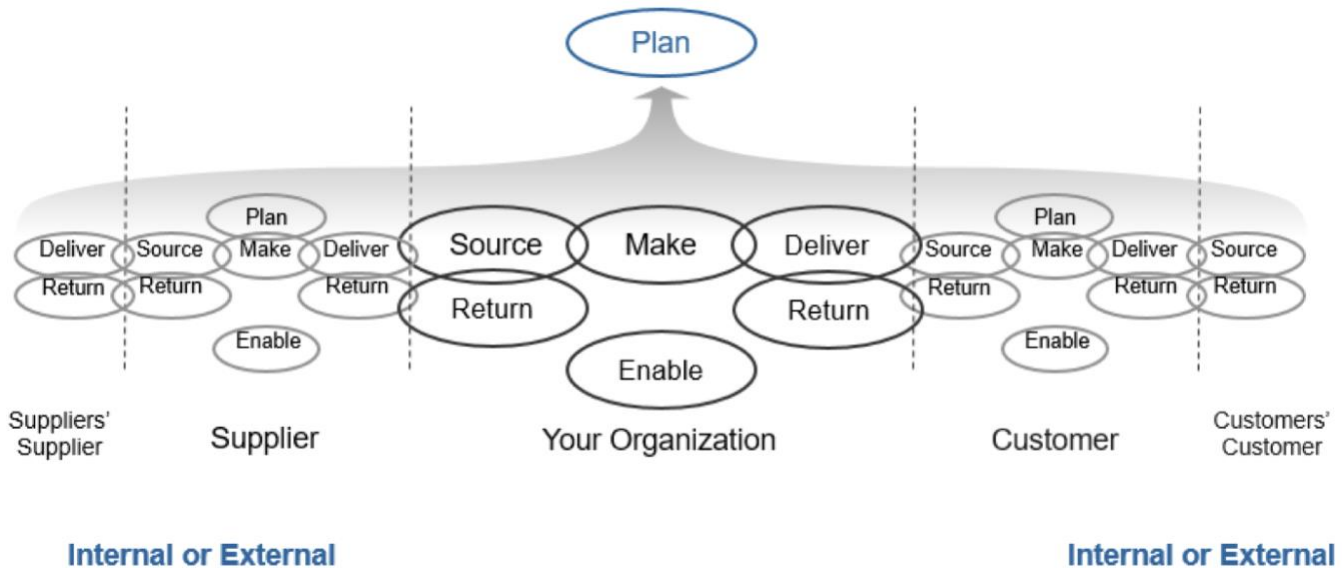 Plan
Plan
Plan
Deliver
Source
Make
Deliver
Source
Make
Deliver
Source
Make
Deliver
Source
Return
Return
Return
Return
Return
Return
Return
Return
Enable
Enable
Enable
Suppliers'
Supplier
Supplier
Your Organization
Customer
Customers'
Customer
Internal or External
Internal or External